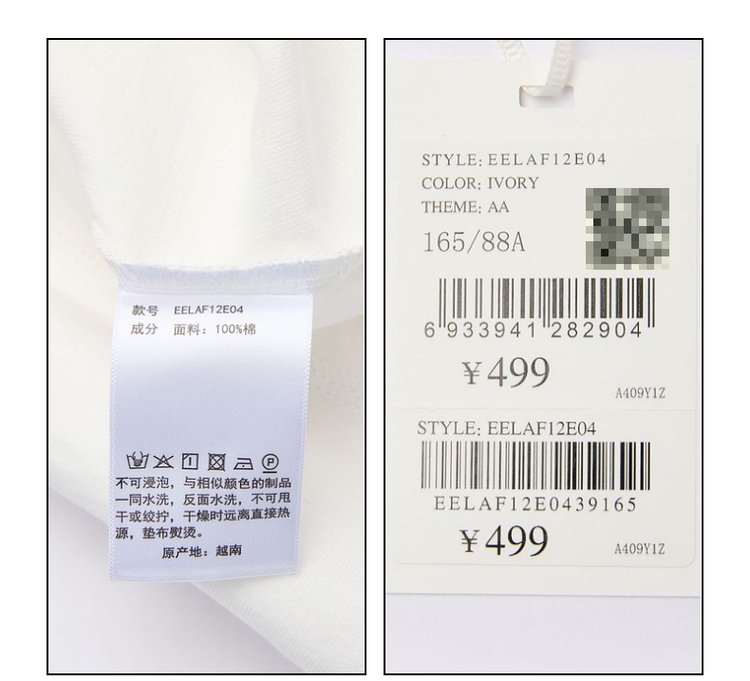 款号 EELAF12E04
成分 面料：100%棉
不可浸泡，与相似颜色的制品
一同水洗，反面水洗，不可甩
干或绞拧，干燥时远离直接热
源，垫布熨烫。
原产地：越南
STYLE: EELAF12E04
COLOR: IVORY
THEME: AA
165/88A
6 933941 282904
¥499
A409Y1Z
STYLE: EELAF12E04
EELAF12E0439165
¥499
A409Y1Z